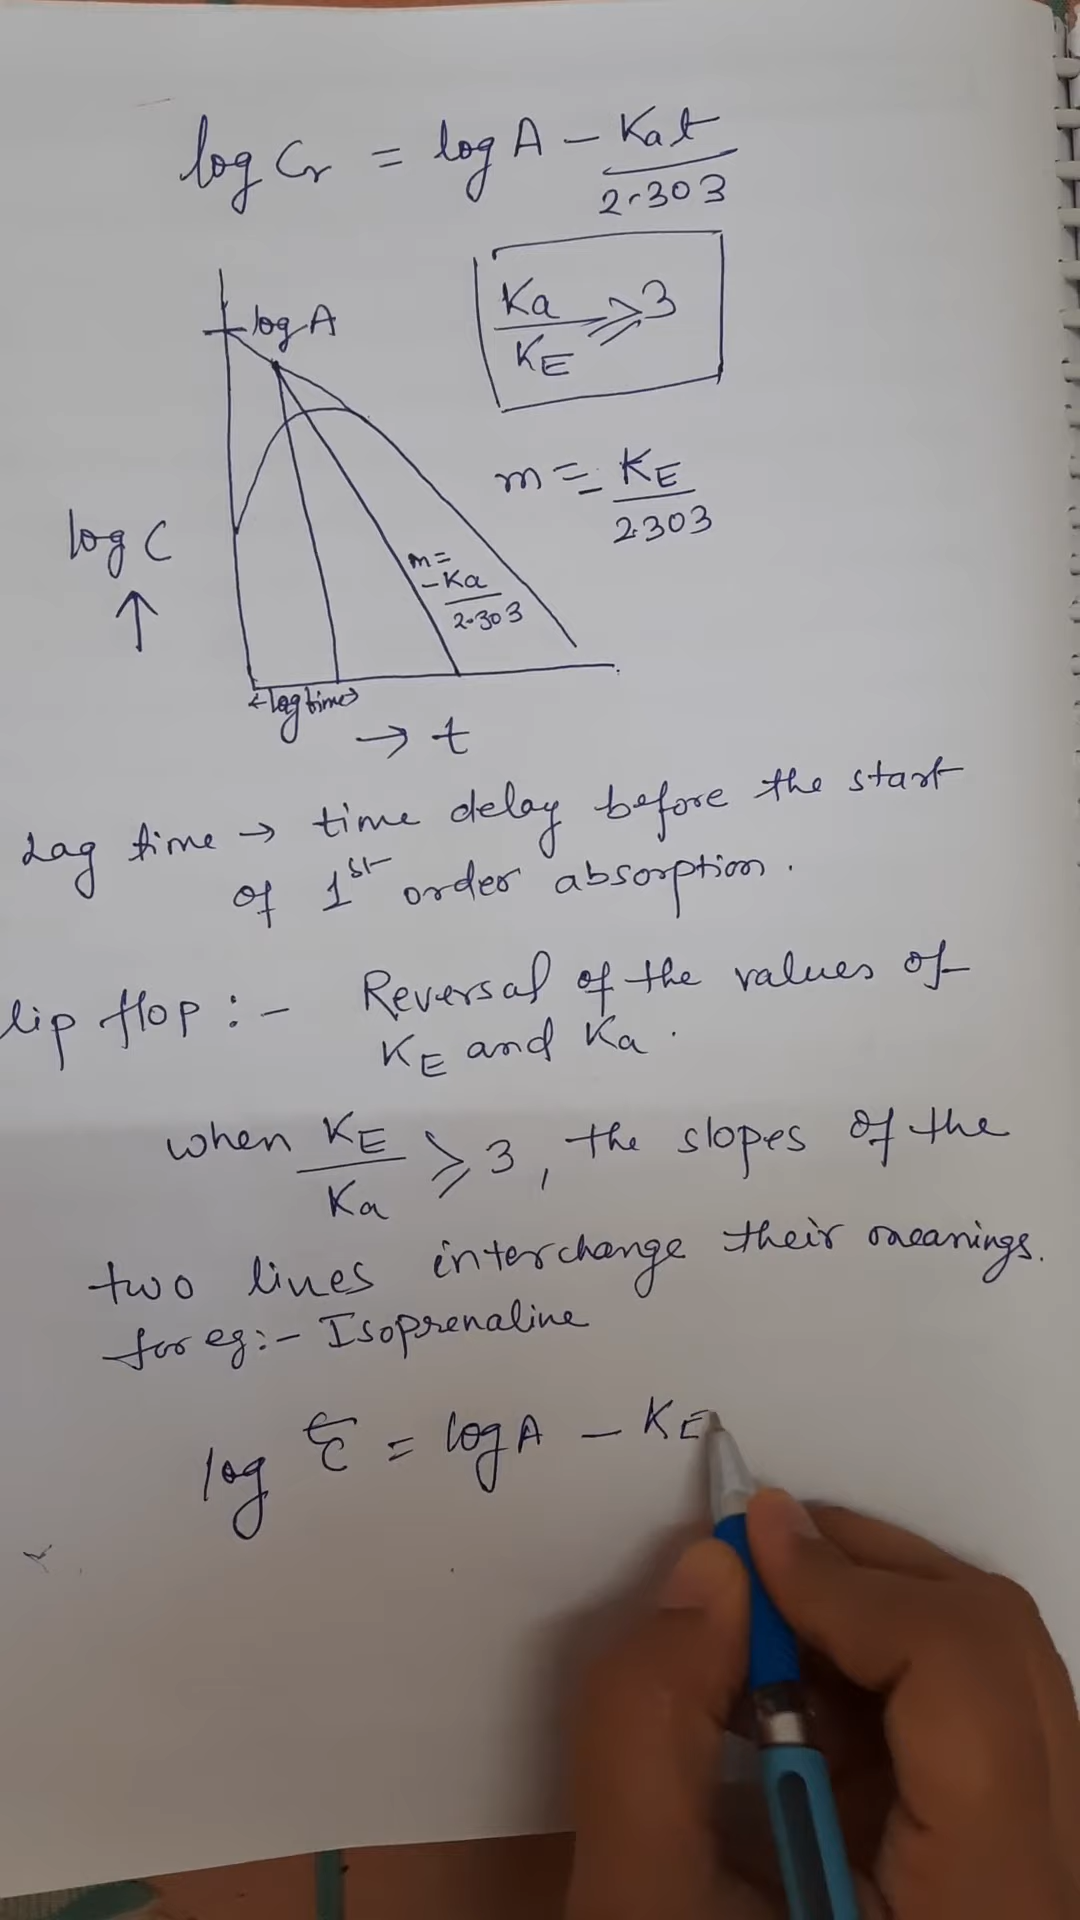 log Cr = log A – Kat
2.303
Ka
KE ≥ 3
log A
m = – KE
2.303
log C
↑
m =
– Ka
2.303
← lag time →
→ t
Lag time → time delay before the start
of 1st order absorption.
lip flop :- Reversal of the values of
KE and Ka.
when KE ≥ 3, the slopes of the
Ka
two lines interchange their meanings.
for eg:- Isoprenaline
log = log A – KE